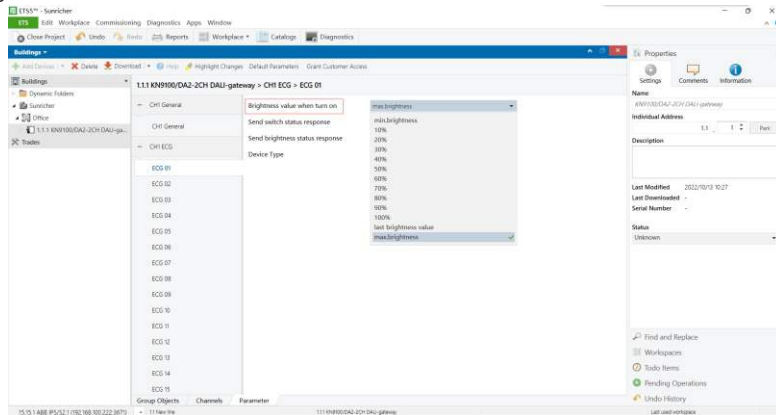 ETS5™ - Sunricher
ETS Edit Workplace Commissioning Diagnostics Apps Window
Close Project Undo Redo Reports Workplace Catalogs Diagnostics
Buildings
Add Devices Delete Download Help Highlight Changes Default Parameters Grant Customer Access
Buildings
Dynamic Folders
Sunricher
Office
1.1.1 KN9100/DA2-2CH DALI-ga...
Trades
1.1.1 KN9100/DA2-2CH DALI-gateway > CH1 ECG > ECG 01
CH1 General
CH1 General
CH1 ECG
ECG 01
ECG 02
ECG 03
ECG 04
ECG 05
ECG 06
ECG 07
ECG 08
ECG 09
ECG 10
ECG 11
ECG 12
ECG 13
ECG 14
ECG 15
Brightness value when turn on
Send switch status response
Send brightness status response
Device Type
max.brightness
min.brightness
10%
20%
30%
40%
50%
60%
70%
80%
90%
100%
last brightness value
max.brightness
Group Objects Channels Parameter
Properties
Settings Comments Information
Name
KN9100/DA2-2CH DALI-gateway
Individual Address
1.1 . 1 Park
Description
Last Modified 2022/10/13 10:27
Last Downloaded -
Serial Number -
Status
Unknown
Find and Replace
Workspaces
Todo Items
Pending Operations
Undo History
1.1 New line
1.1.1 KN9100/DA2-2CH DALI-gateway
Last used workspace